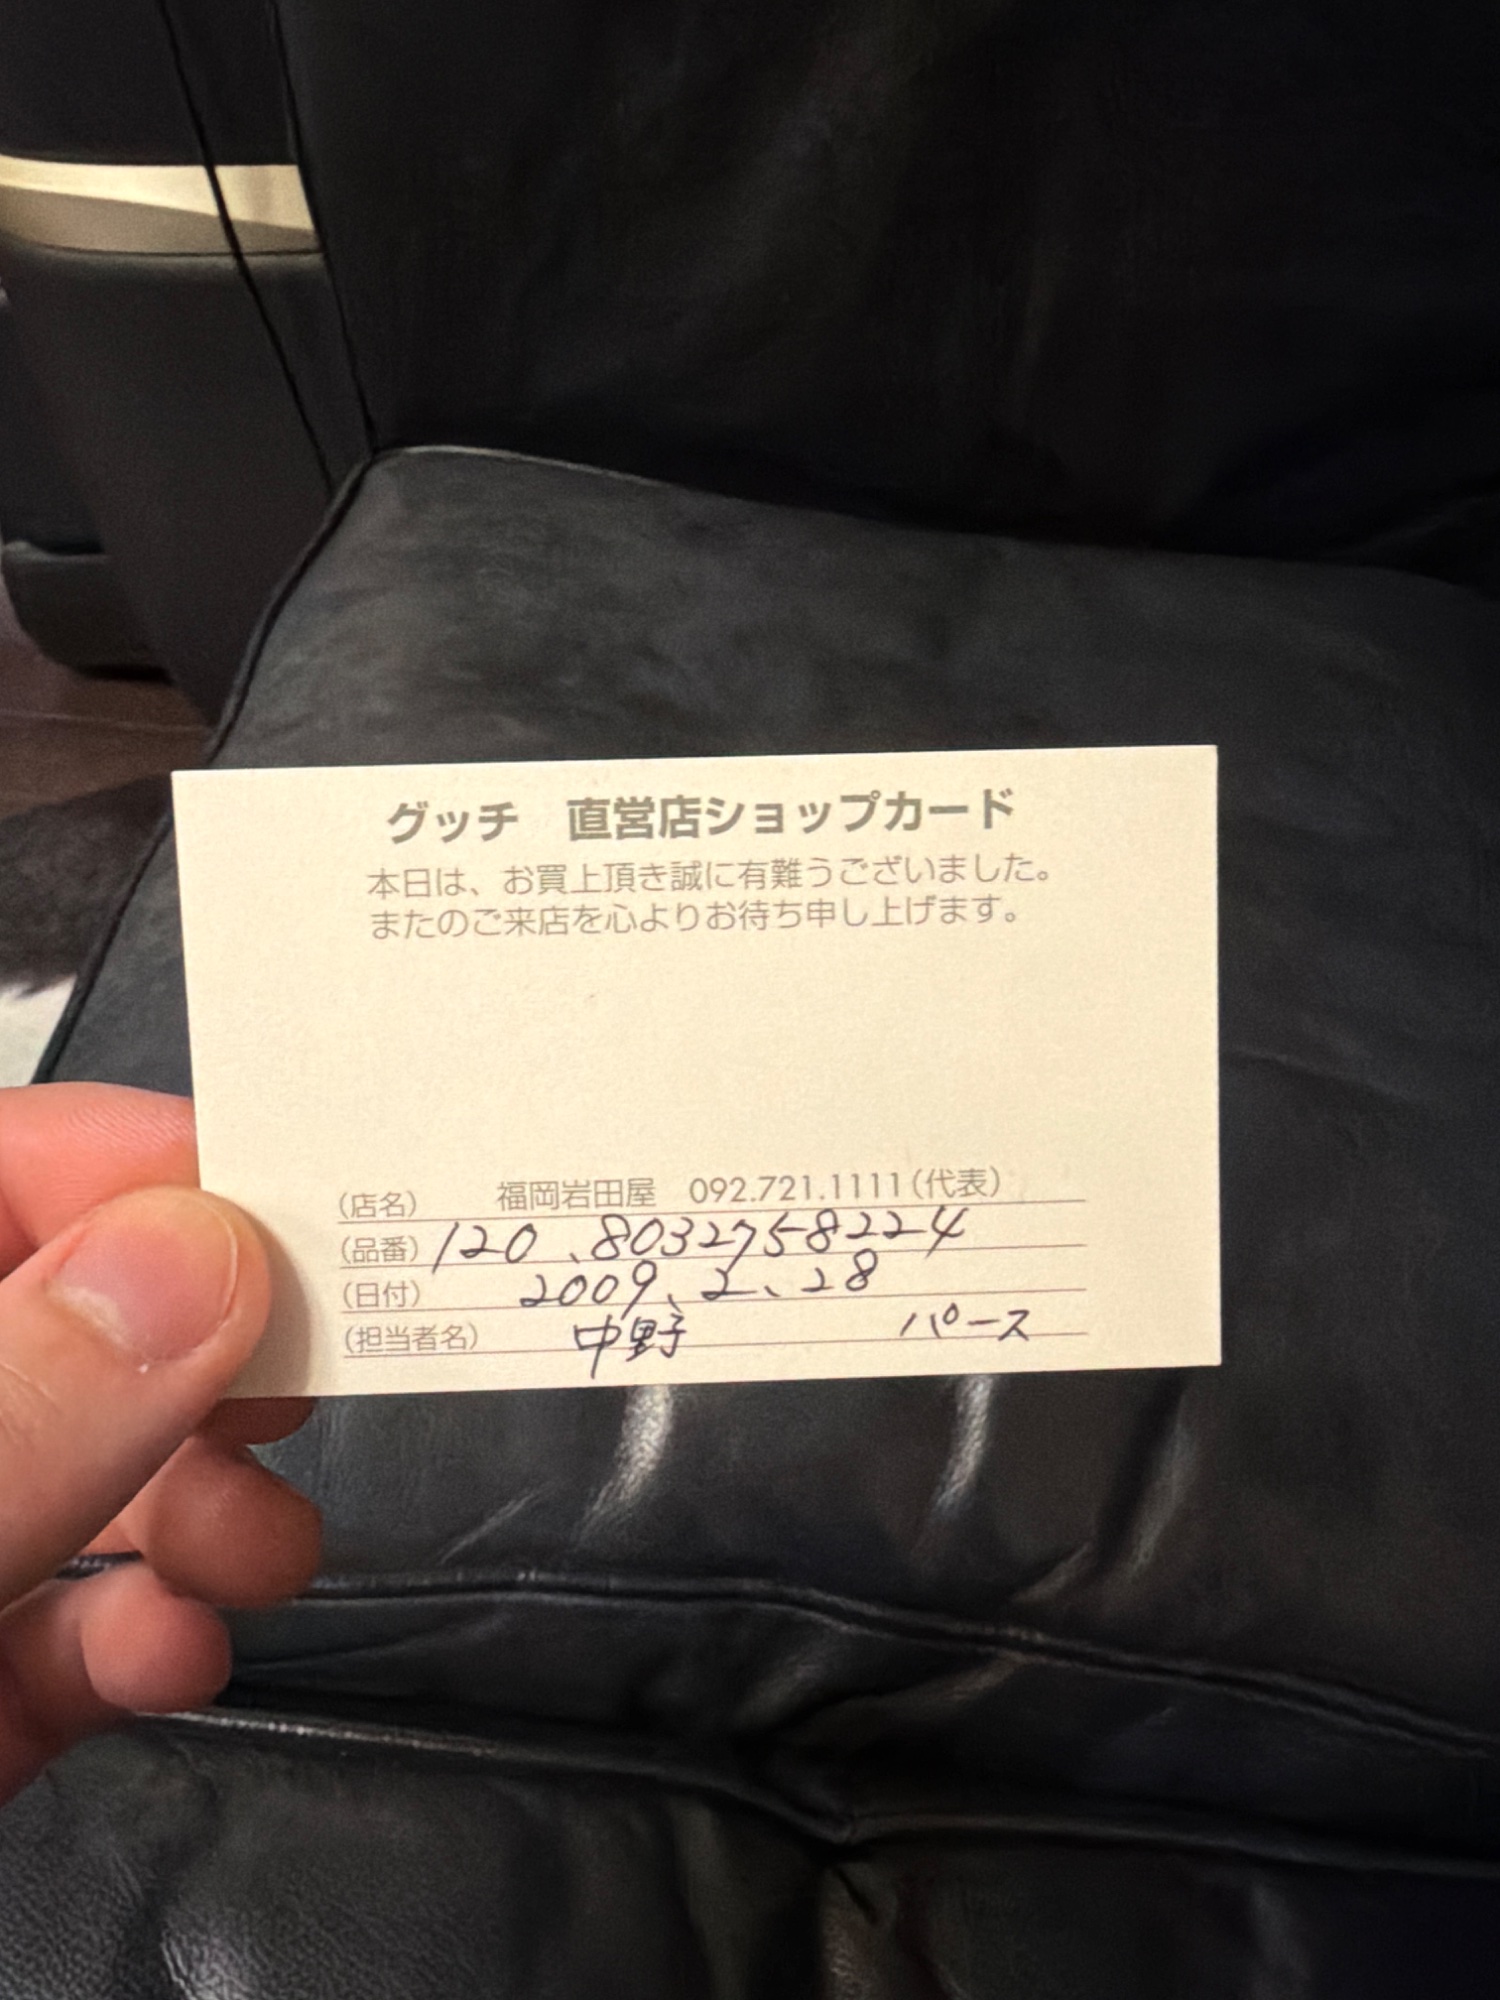 グッチ 直営店ショップカード
本日は、お買上頂き誠に有難うございました。
またのご来店を心よりお待ち申し上げます。
(店名) 福岡岩田屋 092.721.1111(代表)
(品番) 120、8032758224
(日付) 2009、2、28
(担当者名) 中野 パース